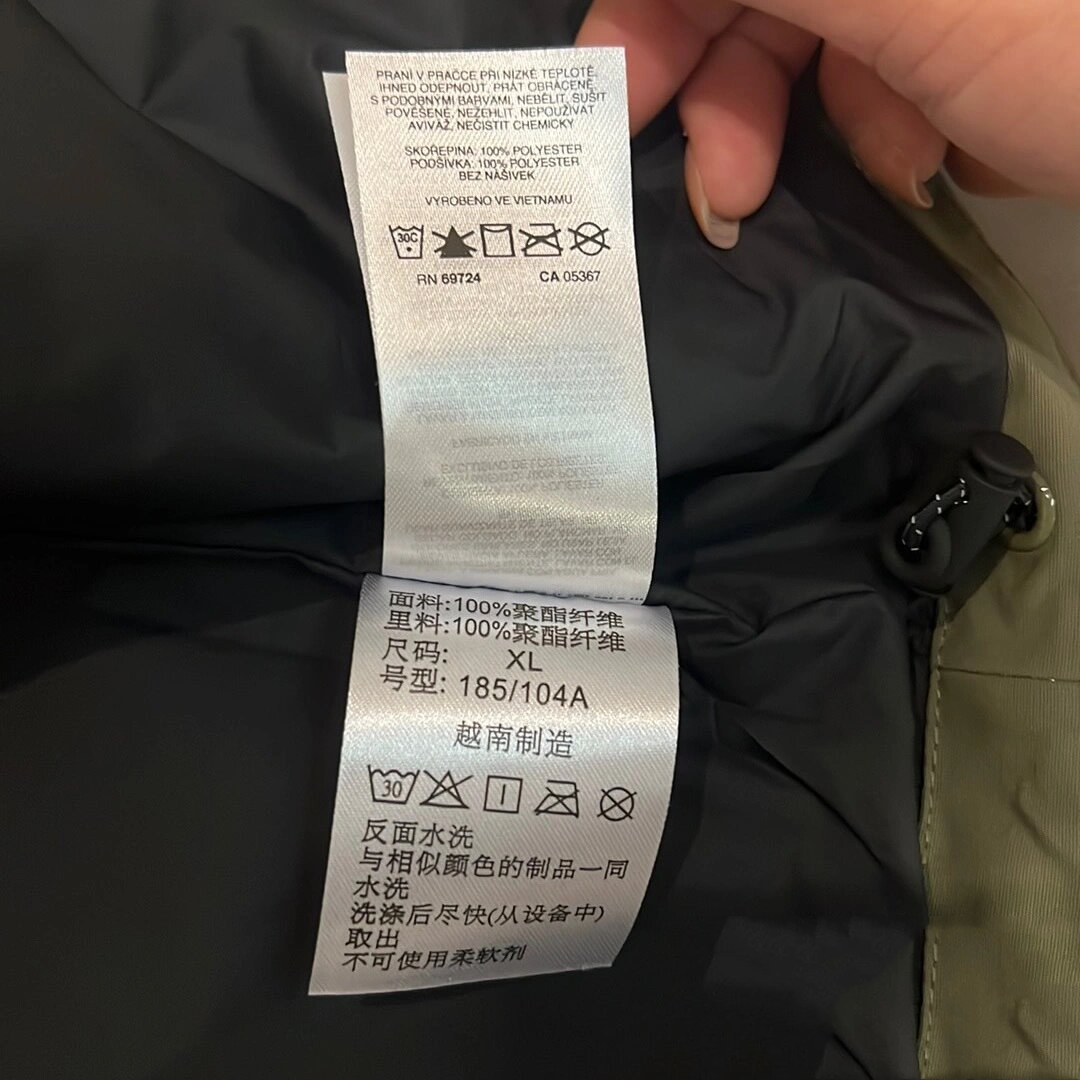 PRANÍ V PRAČCE PŘI NÍZKÉ TEPLOTĚ,
IHNED ODEPNOUT, PRÁT OBRÁCENĚ,
S PODOBNÝMI BARVAMI, NEBĚLIT, SUŠIT
POVĚŠENÉ, NEŽEHLIT, NEPOUŽÍVAT
AVIVÁŽ, NEČISTIT CHEMICKY
SKOŘEPINA: 100% POLYESTER
PODŠÍVKA: 100% POLYESTER
BEZ NÁŠIVEK
VYROBENO VE VIETNAMU
30C
RN 69724 CA 05367
面料:100%聚酯纤维
里料:100%聚酯纤维
尺码: XL
号型: 185/104A
越南制造
30
反面水洗
与相似颜色的制品一同
水洗
洗涤后尽快(从设备中)
取出
不可使用柔软剂